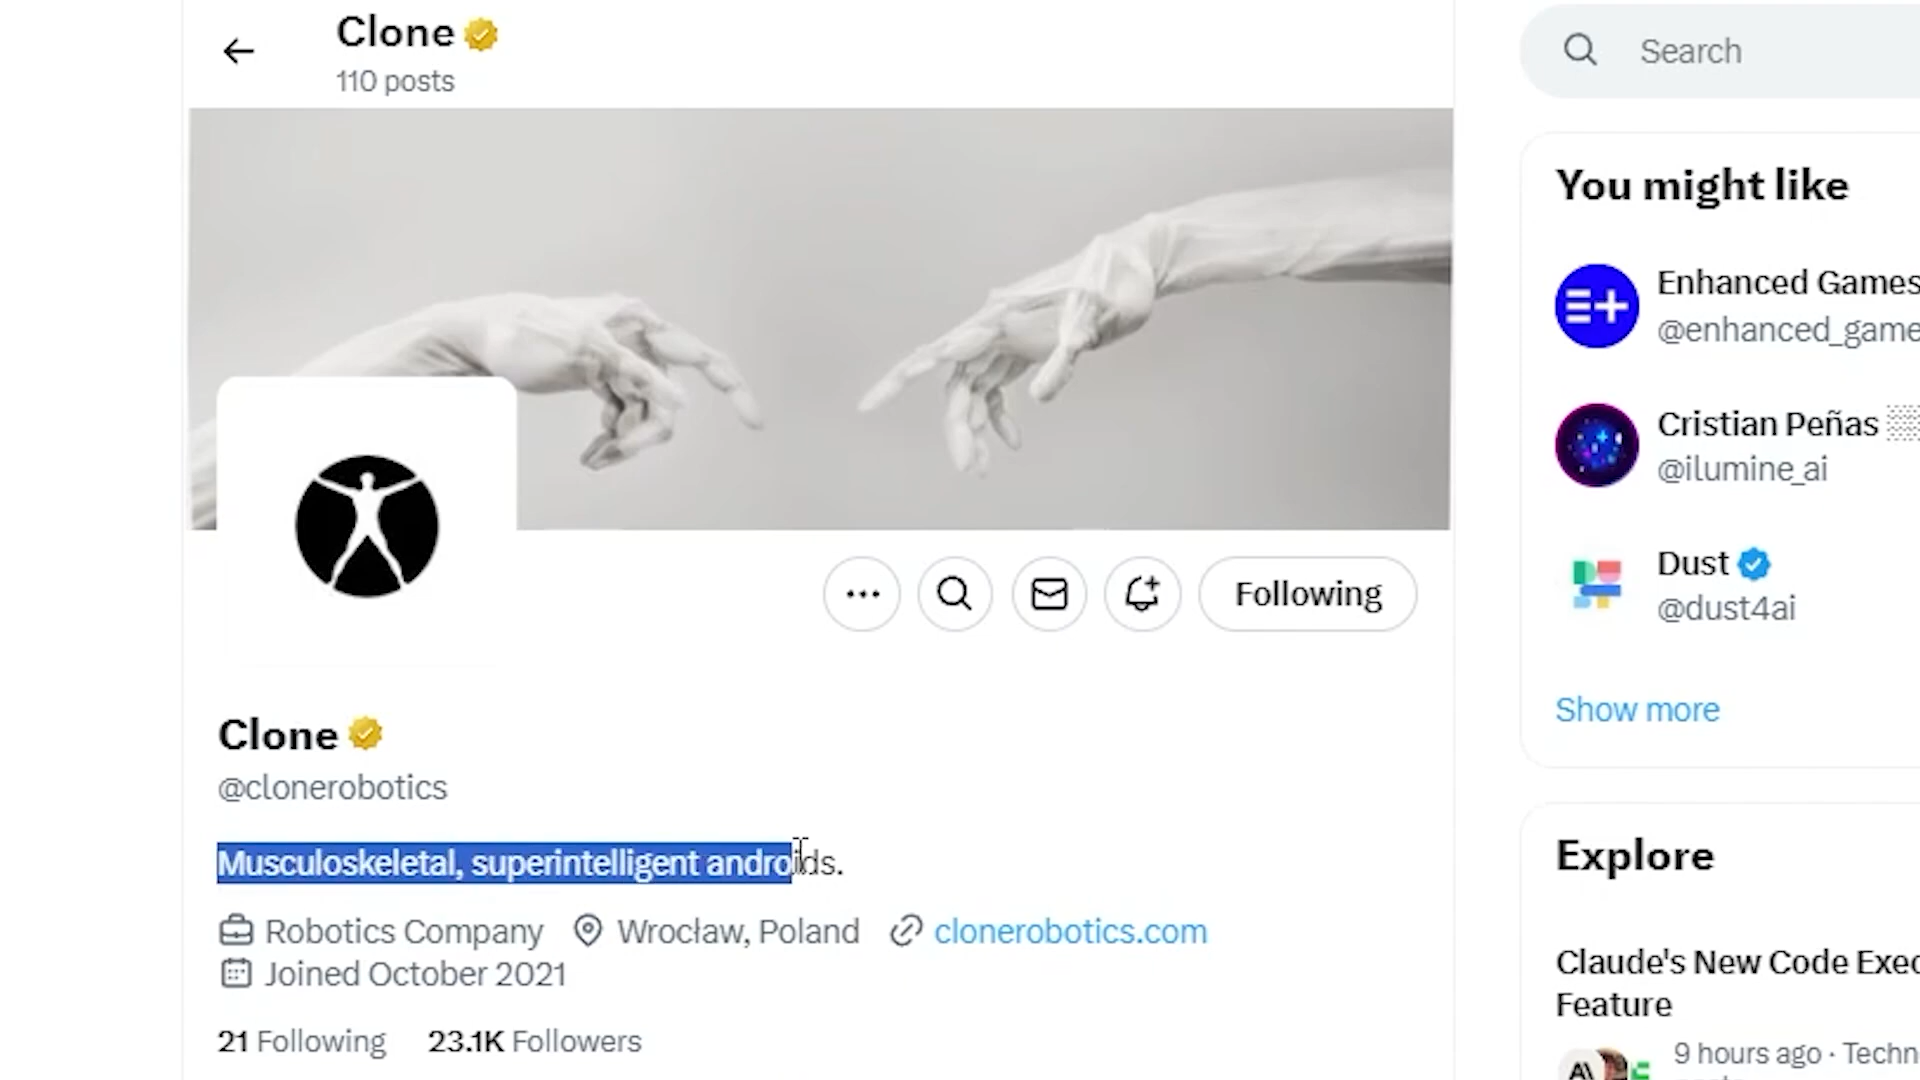 Clone
110 posts
Search
You might like
Enhanced Games
@enhanced_game
Cristian Peñas
@ilumine_ai
Dust
@dust4ai
Show more
Following
Clone
@clonerobotics
Musculoskeletal, superintelligent androids.
Robotics Company Wrocław, Poland clonerobotics.com
Joined October 2021
21 Following 23.1K Followers
Explore
Claude's New Code Exec
Feature
9 hours ago · Techn